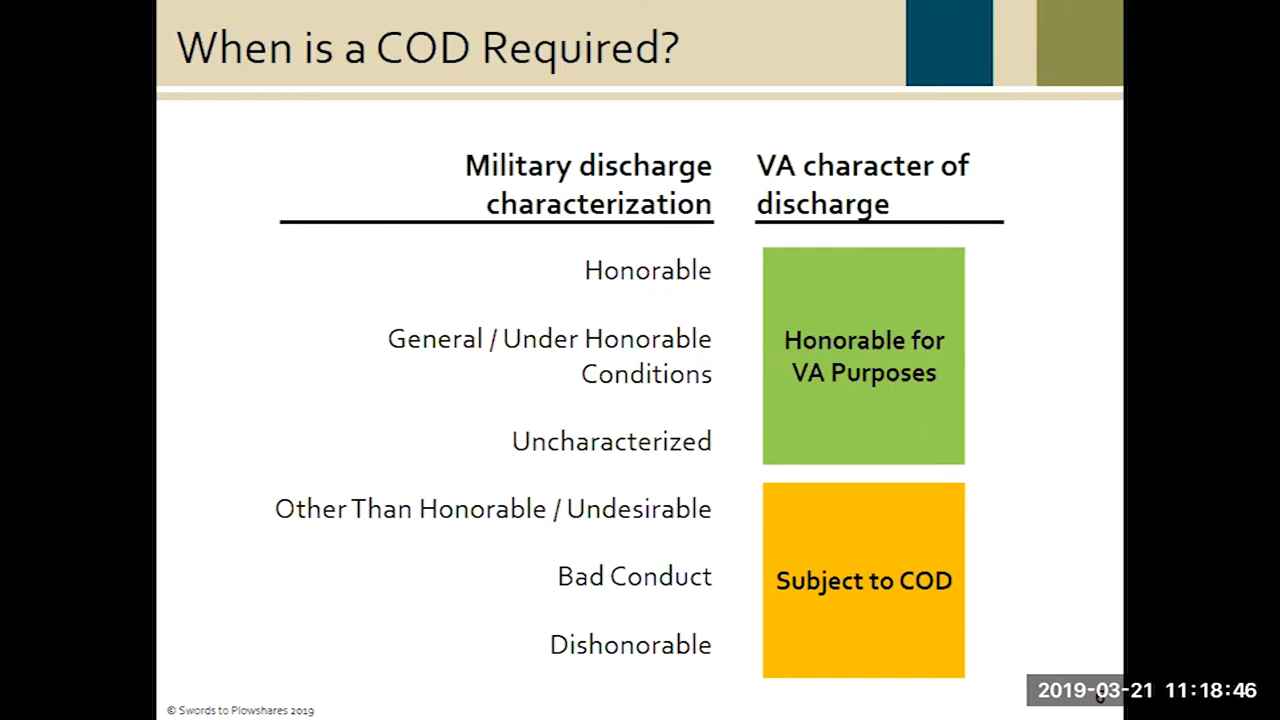 When is a COD Required?
Military discharge
characterization
VA character of
discharge
Honorable
General / Under Honorable
Conditions
Uncharacterized
Honorable for
VA Purposes
Other Than Honorable / Undesirable
Bad Conduct
Dishonorable
Subject to COD
© Swords to Plowshares 2019
2019-03-21 11:18:46